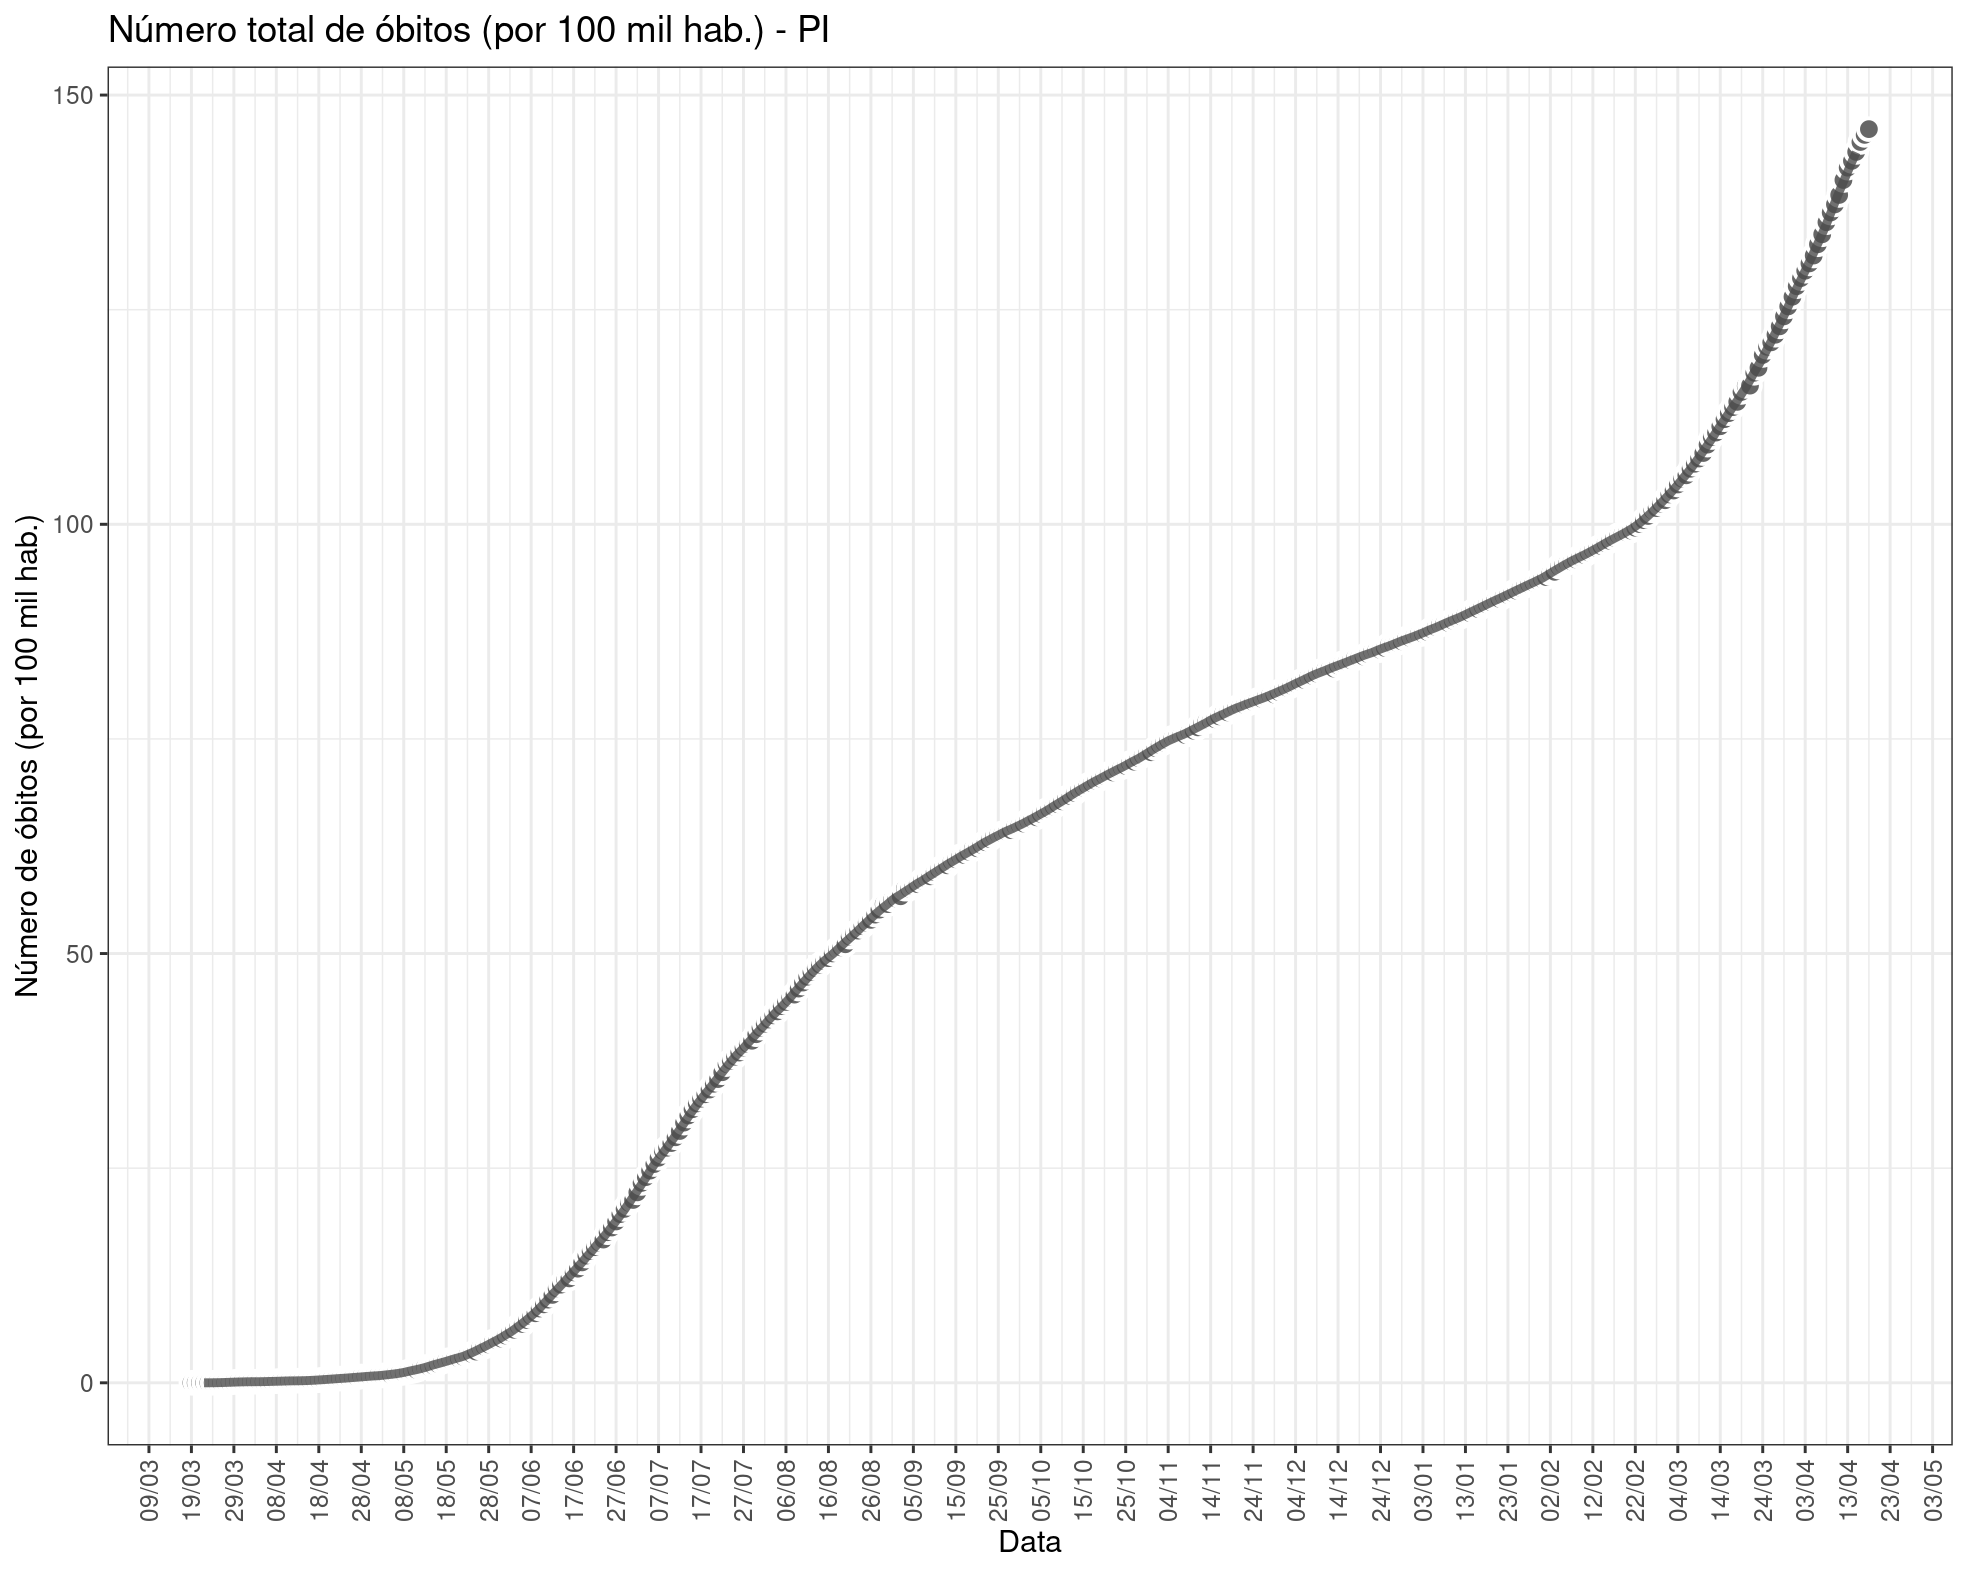 Número total de óbitos (por 100 mil hab.) - PI
Número de óbitos (por 100 mil hab.)
150
100
50
0
09/03 19/03 29/03 08/04 18/04 28/04 08/05 18/05 28/05 07/06 17/06 27/06 07/07 17/07 27/07 06/08 16/08 26/08 05/09 15/09 25/09 05/10 15/10 25/10 04/11 14/11 24/11 04/12 14/12 24/12 03/01 13/01 23/01 02/02 12/02 22/02 04/03 14/03 24/03 03/04 13/04 23/04 03/05
Data